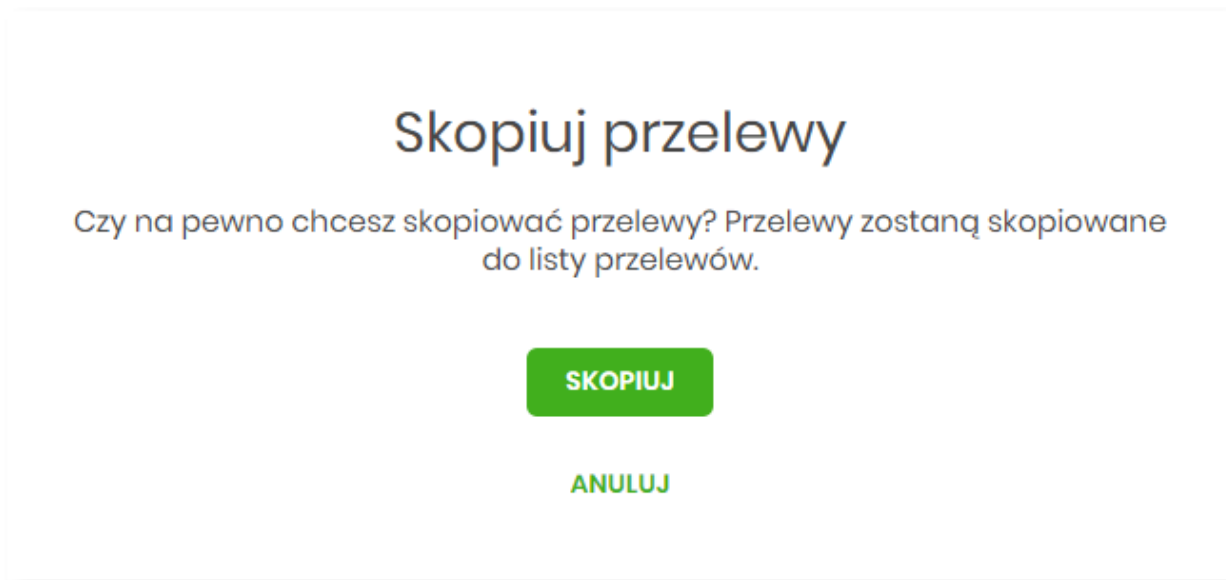 Skopiuj przelewy
Czy na pewno chcesz skopiować przelewy? Przelewy zostaną skopiowane
do listy przelewów.
SKOPIUJ
ANULUJ